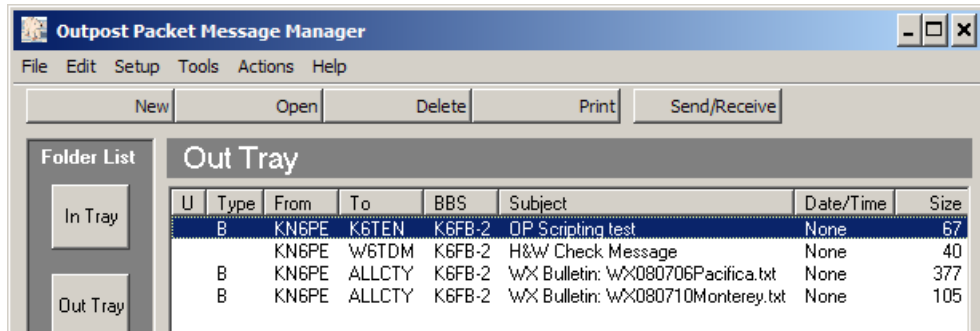 Outpost Packet Message Manager
File Edit Setup Tools Actions Help
New Open Delete Print Send/Receive
Folder List Out Tray
In Tray
Out Tray
U Type From To BBS Subject Date/Time Size
B KN6PE K6TEN K6FB-2 OP Scripting test None 67
KN6PE W6TDM K6FB-2 H&W Check Message None 40
B KN6PE ALLCTY K6FB-2 WX Bulletin: WX080706Pacifica.txt None 377
B KN6PE ALLCTY K6FB-2 WX Bulletin: WX080710Monterey.txt None 105